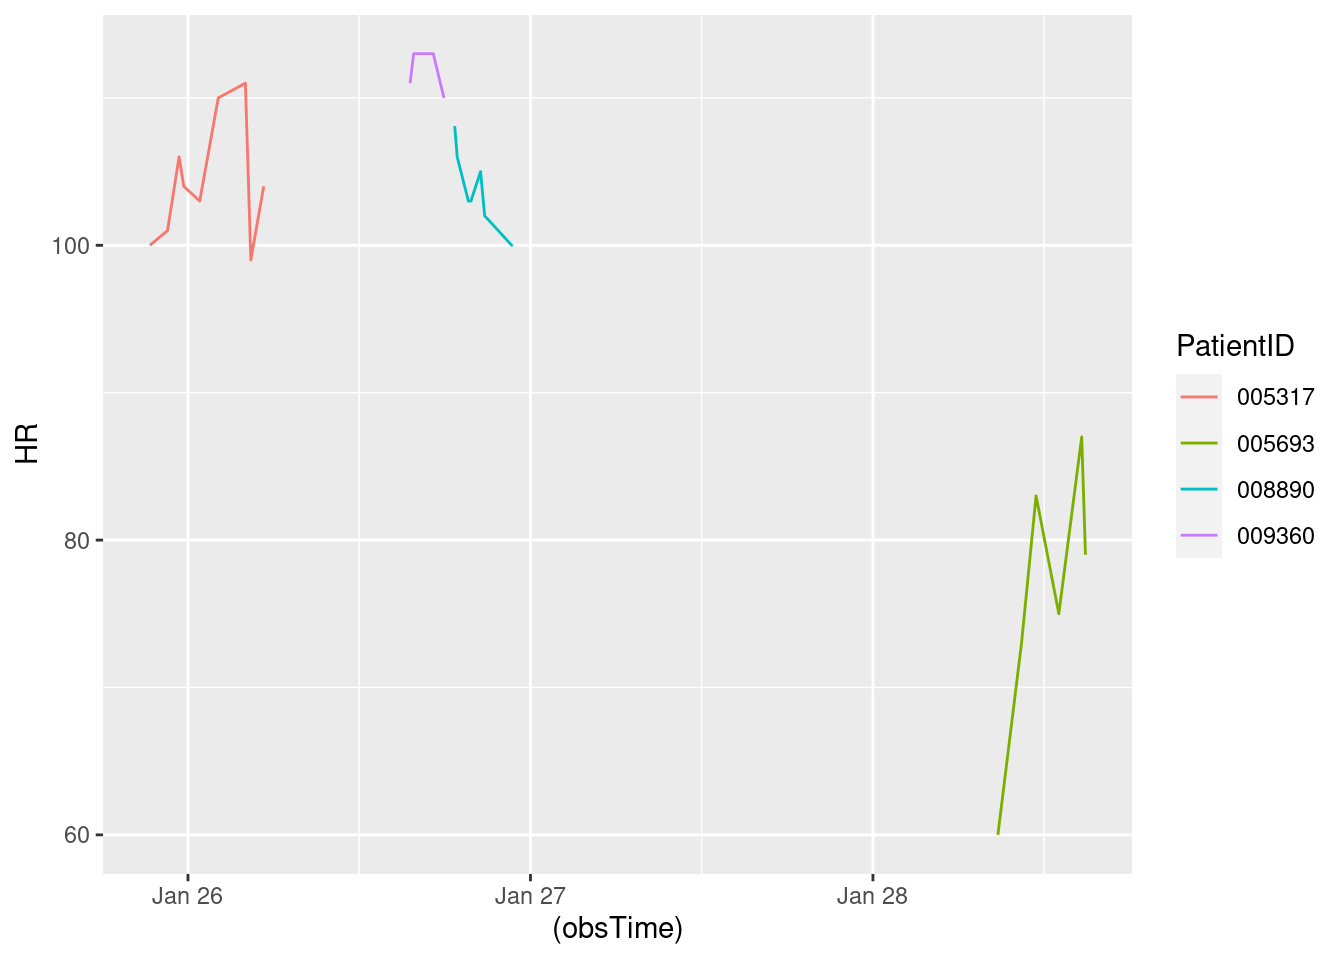 HR
100
80
60
Jan 26
Jan 27
Jan 28
(obsTime)
PatientID
005317
005693
008890
009360